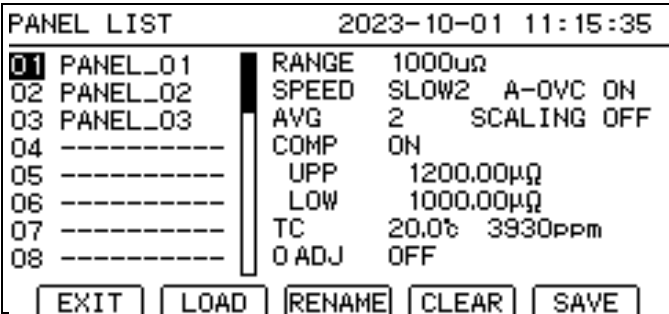 PANEL LIST 2023-10-01 11:15:35
01 PANEL_01
02 PANEL_02
03 PANEL_03
04 ----------
05 ----------
06 ----------
07 ----------
08 ----------
RANGE 1000uΩ
SPEED SLOW2 A-OVC ON
AVG 2 SCALING OFF
COMP ON
UPP 1200.00μΩ
LOW 1000.00μΩ
TC 20.0℃ 3930ppm
0 ADJ OFF
EXIT LOAD RENAME CLEAR SAVE